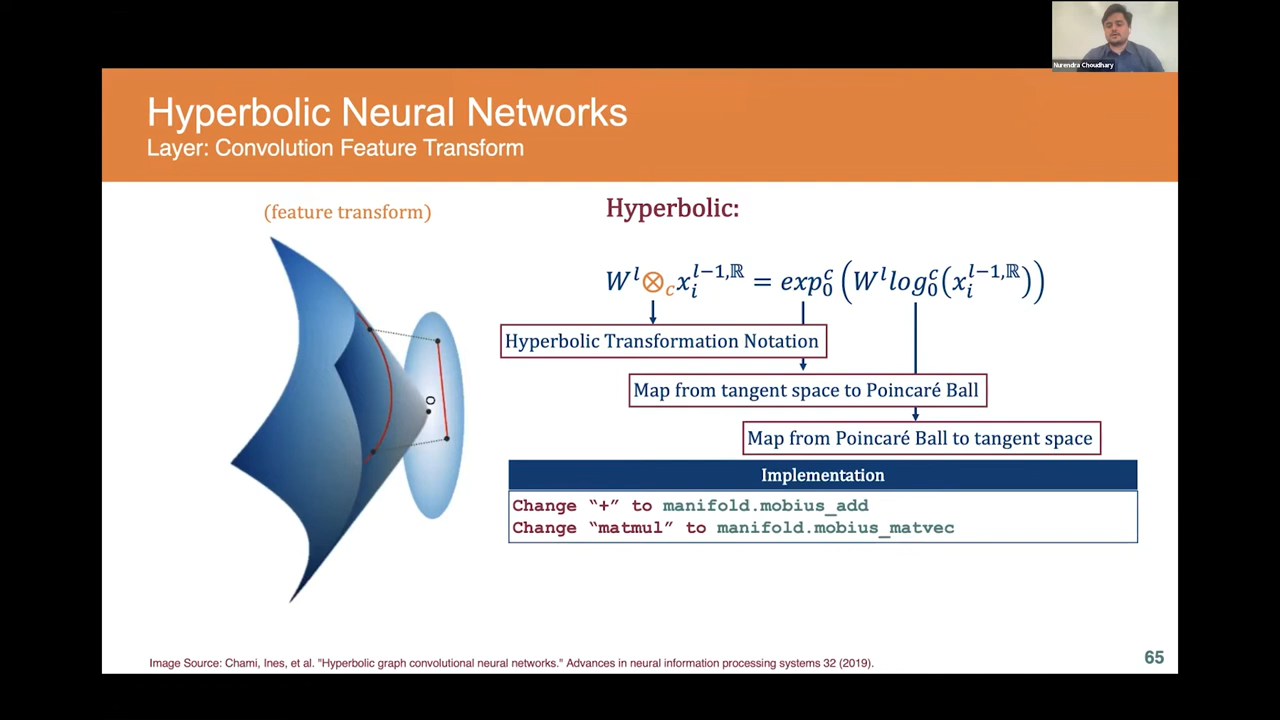 Nurendra Choudhary
Hyperbolic Neural Networks
Layer: Convolution Feature Transform
(feature transform)
Hyperbolic:
W^l ⊗_c x_i^{l−1,ℝ} = exp_0^c (W^l log_0^c (x_i^{l−1,ℝ}))
Hyperbolic Transformation Notation
Map from tangent space to Poincaré Ball
O
Map from Poincaré Ball to tangent space
Implementation
Change “+” to manifold.mobius_add
Change “matmul” to manifold.mobius_matvec
Image Source: Chami, Ines, et al. "Hyperbolic graph convolutional neural networks." Advances in neural information processing systems 32 (2019).
65